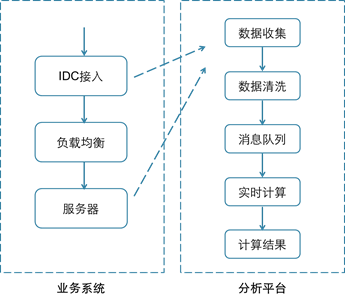 IDC接入
负载均衡
服务器
业务系统
数据收集
数据清洗
消息队列
实时计算
计算结果
分析平台